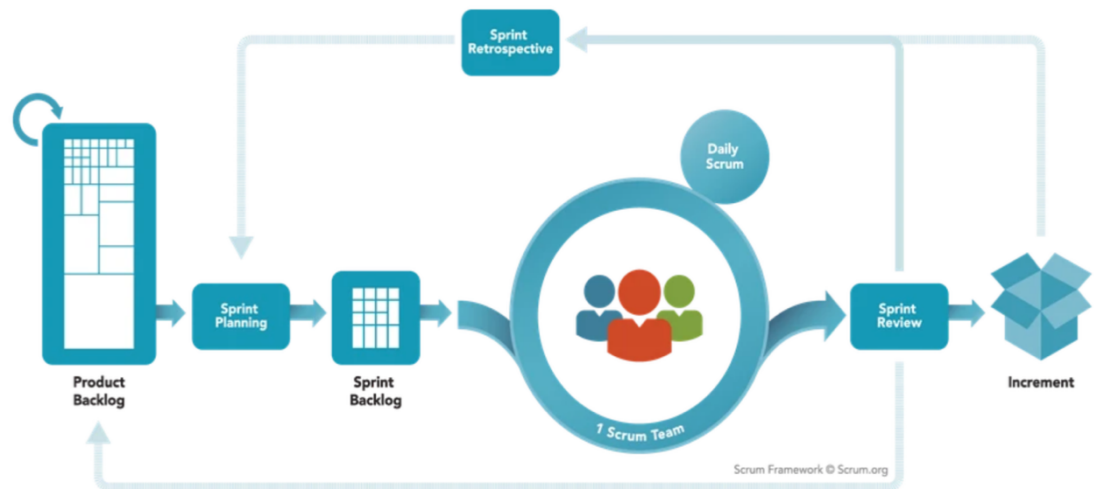 Sprint
Retrospective
Daily
Scrum
Sprint
Planning
Sprint
Review
Product
Backlog
Sprint
Backlog
Increment
1 Scrum Team
Scrum Framework © Scrum.org